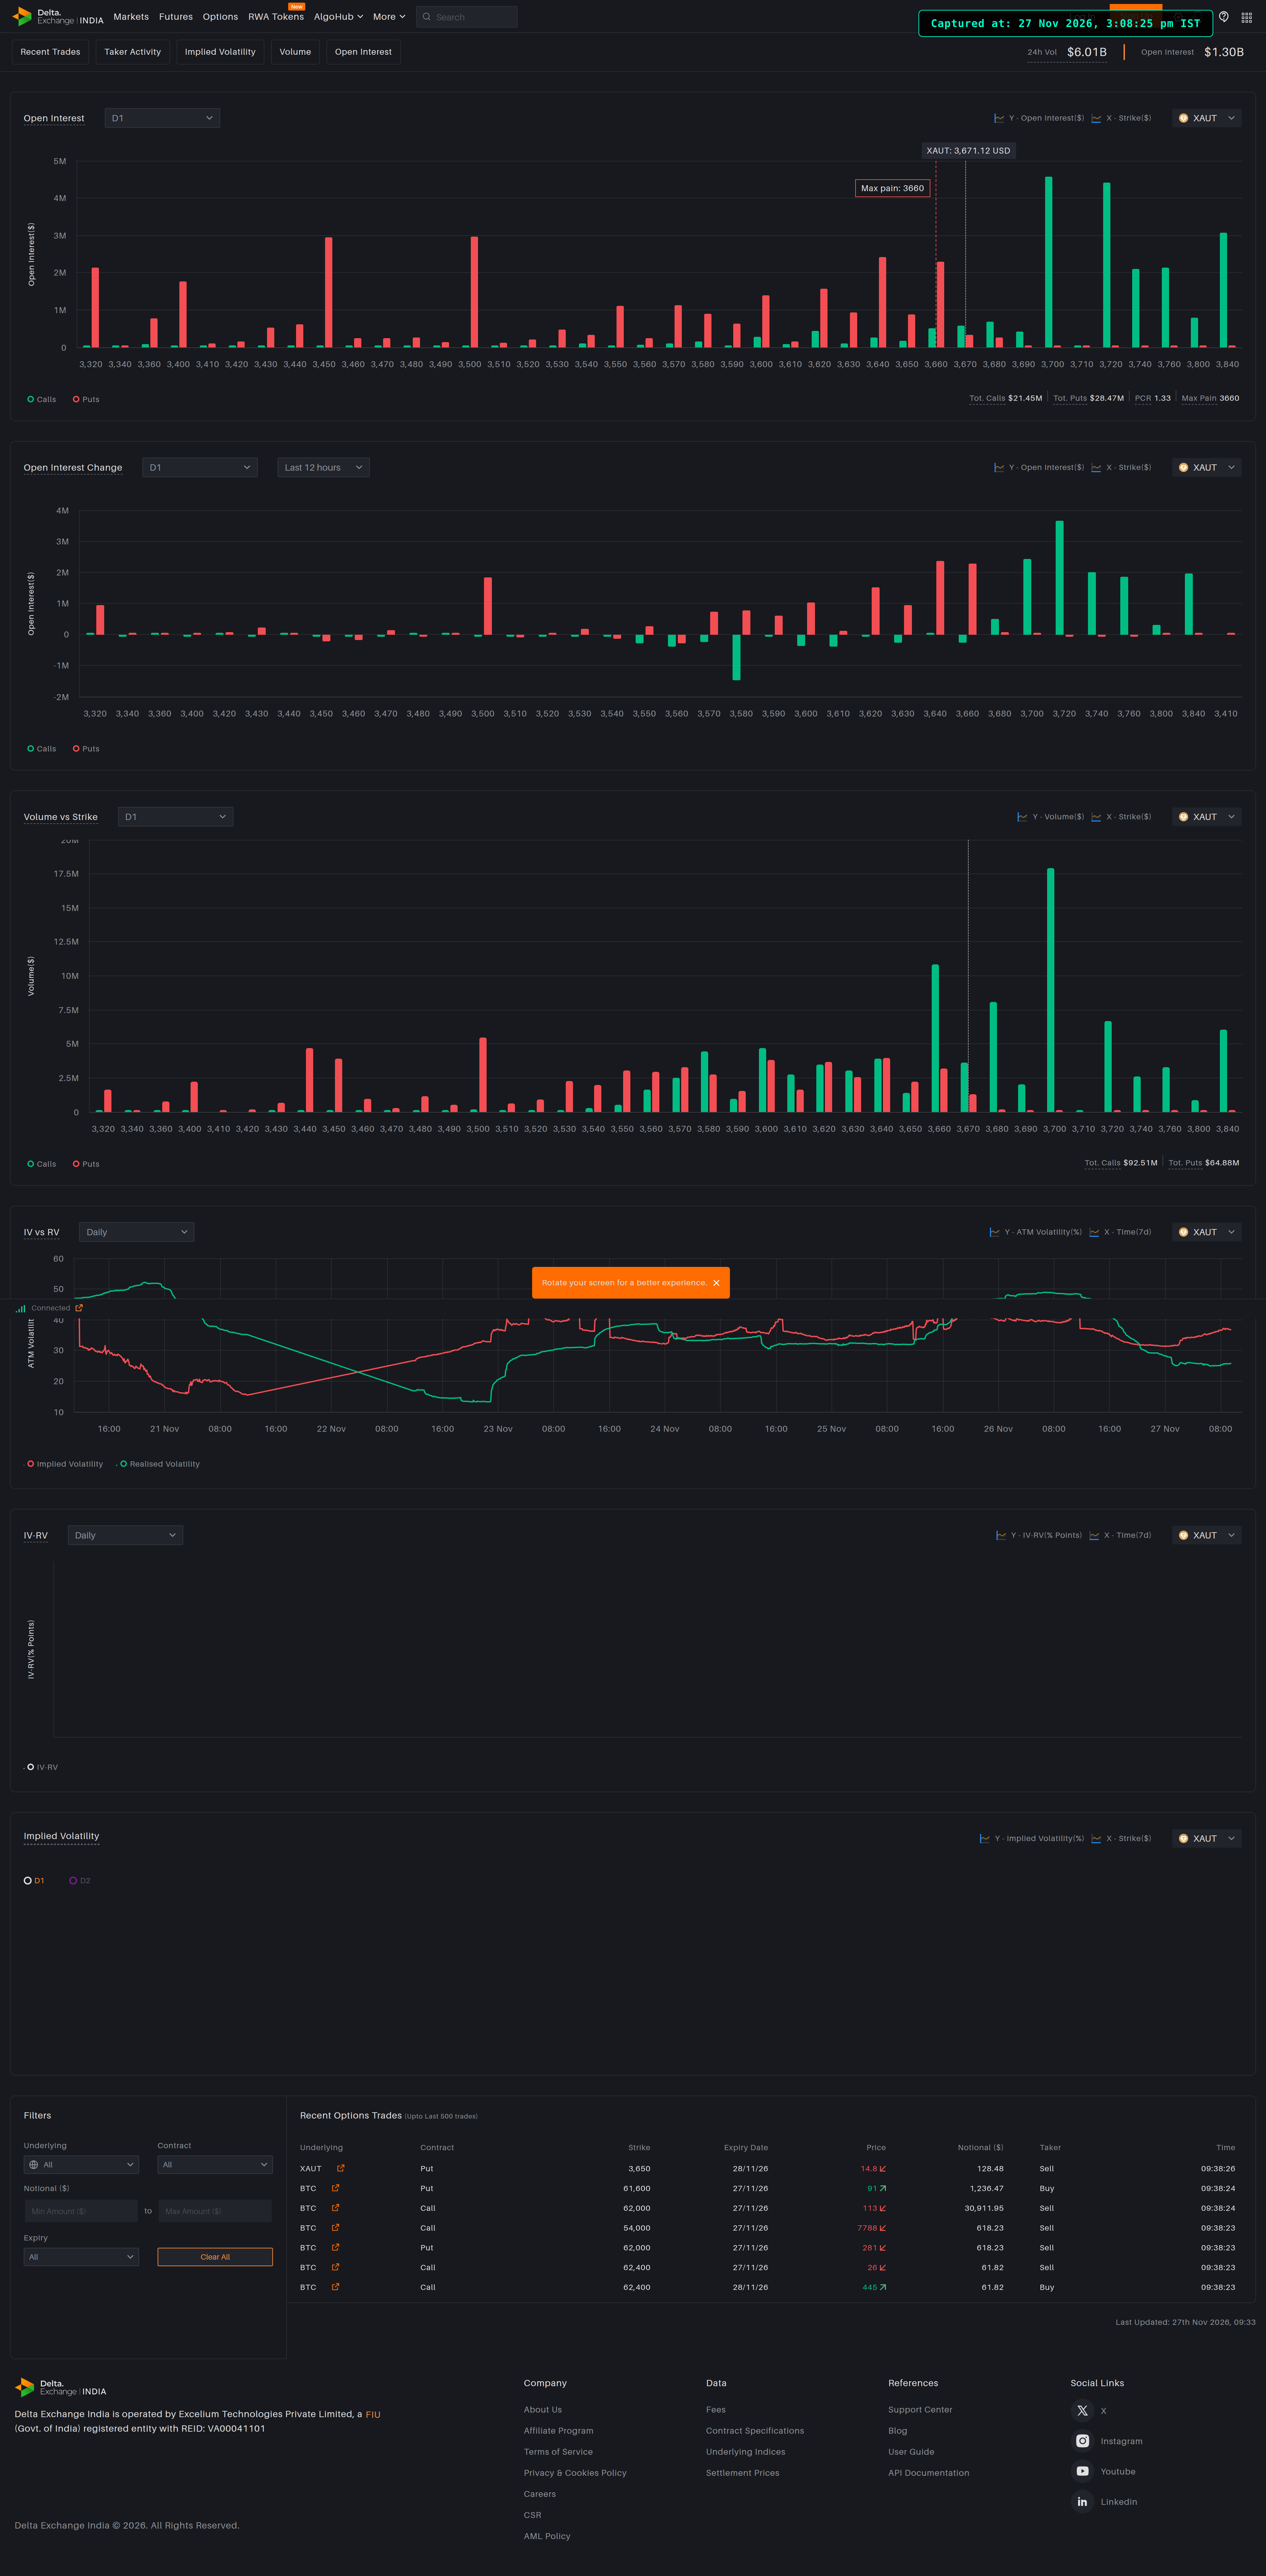 Delta. Exchange | INDIA Markets Futures Options RWA Tokens New AlgoHub More Search
Captured at: 27 Nov 2026, 3:08:25 pm IST
Recent Trades Taker Activity Implied Volatility Volume Open Interest 24h Vol $6.01B Open Interest $1.30B
Open Interest D1 Y - Open Interest($) X - Strike($) XAUT
XAUT: 3,671.12 USD
Max pain: 3660
Open Interest($)
5M
4M
3M
2M
1M
0
3,320 3,340 3,360 3,400 3,410 3,420 3,430 3,440 3,450 3,460 3,470 3,480 3,490 3,500 3,510 3,520 3,530 3,540 3,550 3,560 3,570 3,580 3,590 3,600 3,610 3,620 3,630 3,640 3,650 3,660 3,670 3,680 3,690 3,700 3,710 3,720 3,740 3,760 3,800 3,840
Calls Puts Tot. Calls $21.45M Tot. Puts $28.47M PCR 1.33 Max Pain 3660
Open Interest Change D1 Last 12 hours Y - Open Interest($) X - Strike($) XAUT
Open Interest($)
4M
3M
2M
1M
0
-1M
-2M
3,320 3,340 3,360 3,400 3,420 3,430 3,440 3,450 3,460 3,470 3,480 3,490 3,500 3,510 3,520 3,530 3,540 3,550 3,560 3,570 3,580 3,590 3,600 3,610 3,620 3,630 3,640 3,660 3,680 3,700 3,720 3,740 3,760 3,800 3,840 3,410
Calls Puts
Volume vs Strike D1 Y - Volume($) X - Strike($) XAUT
Volume($)
20M
17.5M
15M
12.5M
10M
7.5M
5M
2.5M
0
3,320 3,340 3,360 3,400 3,410 3,420 3,430 3,440 3,450 3,460 3,470 3,480 3,490 3,500 3,510 3,520 3,530 3,540 3,550 3,560 3,570 3,580 3,590 3,600 3,610 3,620 3,630 3,640 3,650 3,660 3,670 3,680 3,690 3,700 3,710 3,720 3,740 3,760 3,800 3,840
Calls Puts Tot. Calls $92.51M Tot. Puts $64.88M
IV vs RV Daily Y - ATM Volatility(%) X - Time(7d) XAUT
60
Rotate your screen for a better experience.
50
Connected
40
ATM Volatilit
30
20
10
16:00 21 Nov 08:00 16:00 22 Nov 08:00 16:00 23 Nov 08:00 16:00 24 Nov 08:00 16:00 25 Nov 08:00 16:00 26 Nov 08:00 16:00 27 Nov 08:00
Implied Volatility Realised Volatility
IV-RV Daily Y - IV-RV(% Points) X - Time(7d) XAUT
IV-RV(% Points)
IV-RV
Implied Volatility Y - Implied Volatility(%) X - Strike($) XAUT
D1 D2
Filters
Underlying Contract
All All
Notional ($)
Min Amount ($) to Max Amount ($)
Expiry
All Clear All
Recent Options Trades (Upto Last 500 trades)
Underlying Contract Strike Expiry Date Price Notional ($) Taker Time
XAUT Put 3,650 28/11/26 14.8 128.48 Sell 09:38:26
BTC Put 61,600 27/11/26 91 1,236.47 Buy 09:38:24
BTC Call 62,000 27/11/26 113 30,911.95 Sell 09:38:24
BTC Call 54,000 27/11/26 7788 618.23 Sell 09:38:23
BTC Put 62,000 27/11/26 281 618.23 Sell 09:38:23
BTC Call 62,400 27/11/26 26 61.82 Sell 09:38:23
BTC Call 62,400 28/11/26 445 61.82 Buy 09:38:23
Last Updated: 27th Nov 2026, 09:33
Delta. Exchange | INDIA
Delta Exchange India is operated by Excelium Technologies Private Limited, a FIU
(Govt. of India) registered entity with REID: VA00041101
Delta Exchange India © 2026. All Rights Reserved.
Company
About Us
Affiliate Program
Terms of Service
Privacy & Cookies Policy
Careers
CSR
AML Policy
Data
Fees
Contract Specifications
Underlying Indices
Settlement Prices
References
Support Center
Blog
User Guide
API Documentation
Social Links
X
Instagram
Youtube
Linkedin